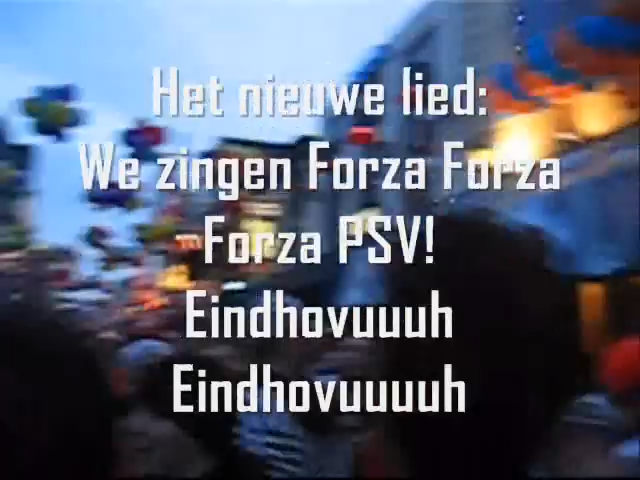 Het nieuwe lied:
We zingen Forza Forza
Forza PSV!
Eindhovuuuh
Eindhovuuuuh